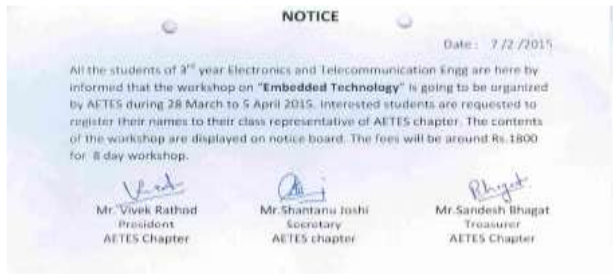 NOTICE
Date: 7/2/2015
All the students of 3rd year Electronics and Telecommunication Engg are here by
informed that the workshop on "Embedded Technology" is going to be organized
by AFTES during 28 March to 5 April 2015. Interested students are requested to
register their names to their class representative of AETES chapter. The contents
of the workshop are displayed on notice board. The fees will be around Rs.1800
for 8 day workshop.
Mr. Vivek Rathod Mr.Shantanu Joshi Mr.Sandesh Bhagat
President Secretary Treasurer
AETES Chapter AETES chapter AETES Chapter